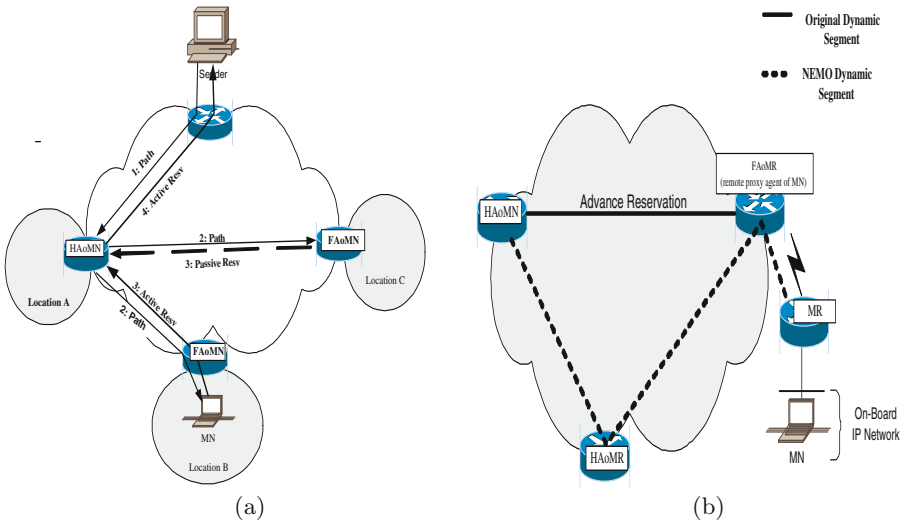 Sender
1: Path
4: Active Resv
HAoMN
2: Path
3: Passive Resv
FAoMN
Location A
Location C
3: Active Resv
2: Path
FAoMN
MN
Location B
(a)
Original Dynamic
Segment
NEMO Dynamic
Segment
FAoMR
(remote proxy agent of MN)
HAoMN
Advance Reservation
MR
On-Board
IP Network
MN
HAoMR
(b)